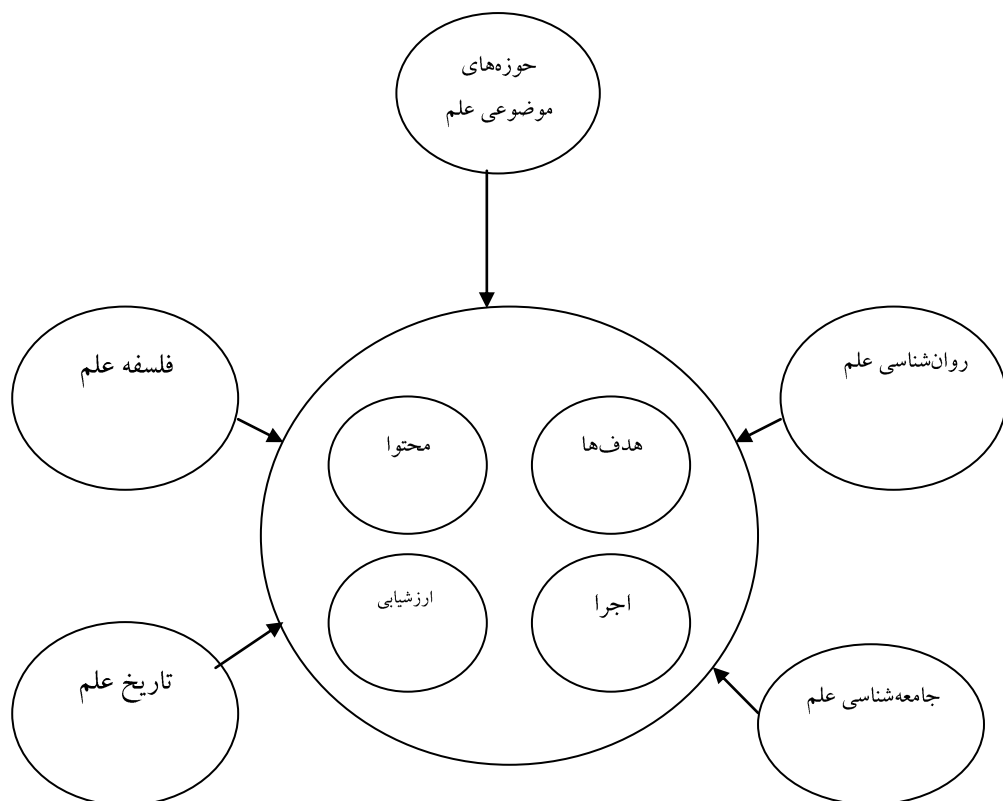 حوزه‌های
موضوعی علم
روان‌شناسی علم
فلسفه علم
هدف‌ها
محتوا
اجرا
ارزشیابی
جامعه‌شناسی علم
تاریخ علم